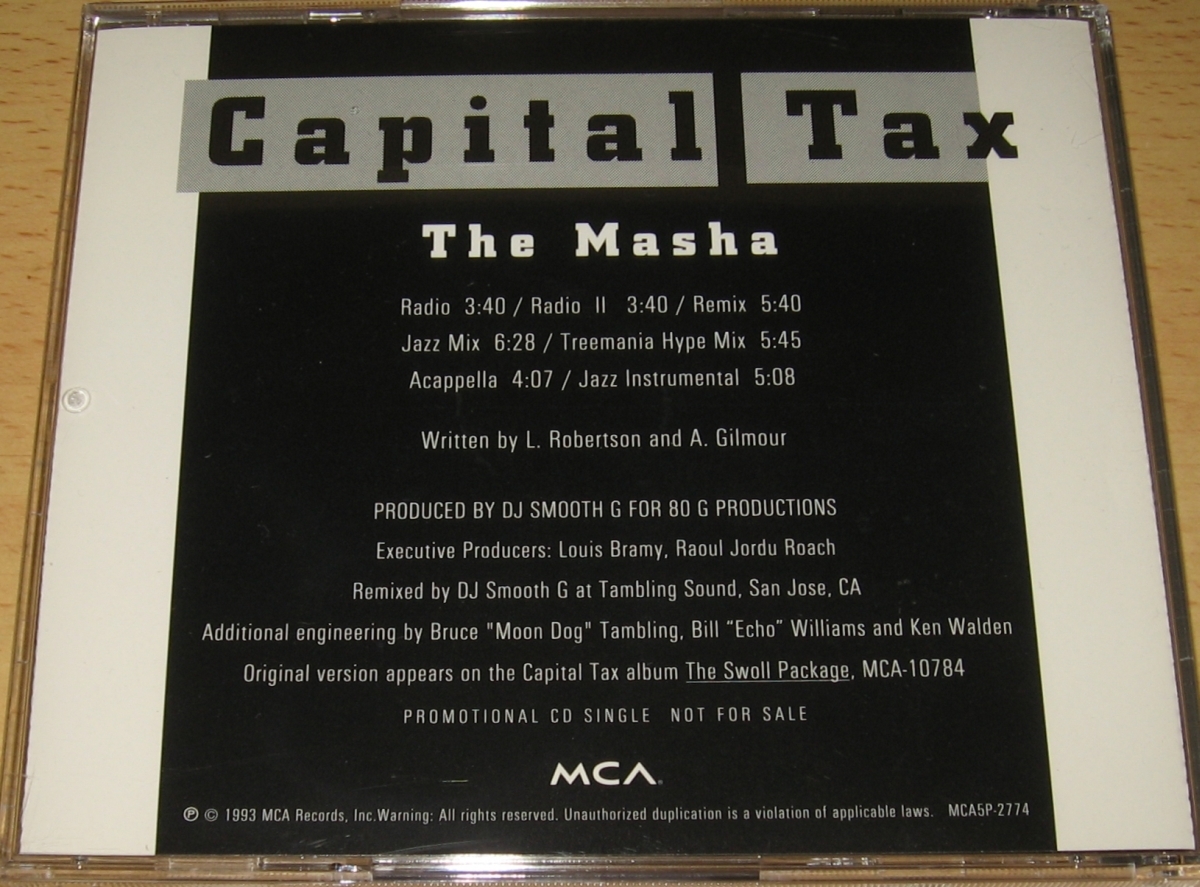 Capital Tax
The Masha
Radio 3:40 / Radio II 3:40 / Remix 5:40
Jazz Mix 6:28 / Treemania Hype Mix 5:45
Acappella 4:07 / Jazz Instrumental 5:08
Written by L. Robertson and A. Gilmour
PRODUCED BY DJ SMOOTH G FOR 80 G PRODUCTIONS
Executive Producers: Louis Bramy, Raoul Jordu Roach
Remixed by DJ Smooth G at Tambling Sound, San Jose, CA
Additional engineering by Bruce "Moon Dog" Tambling, Bill “Echo” Williams and Ken Walden
Original version appears on the Capital Tax album The Swoll Package, MCA-10784
PROMOTIONAL CD SINGLE NOT FOR SALE
MCA®
℗ © 1993 MCA Records, Inc.Warning: All rights reserved. Unauthorized duplication is a violation of applicable laws. MCA5P-2774